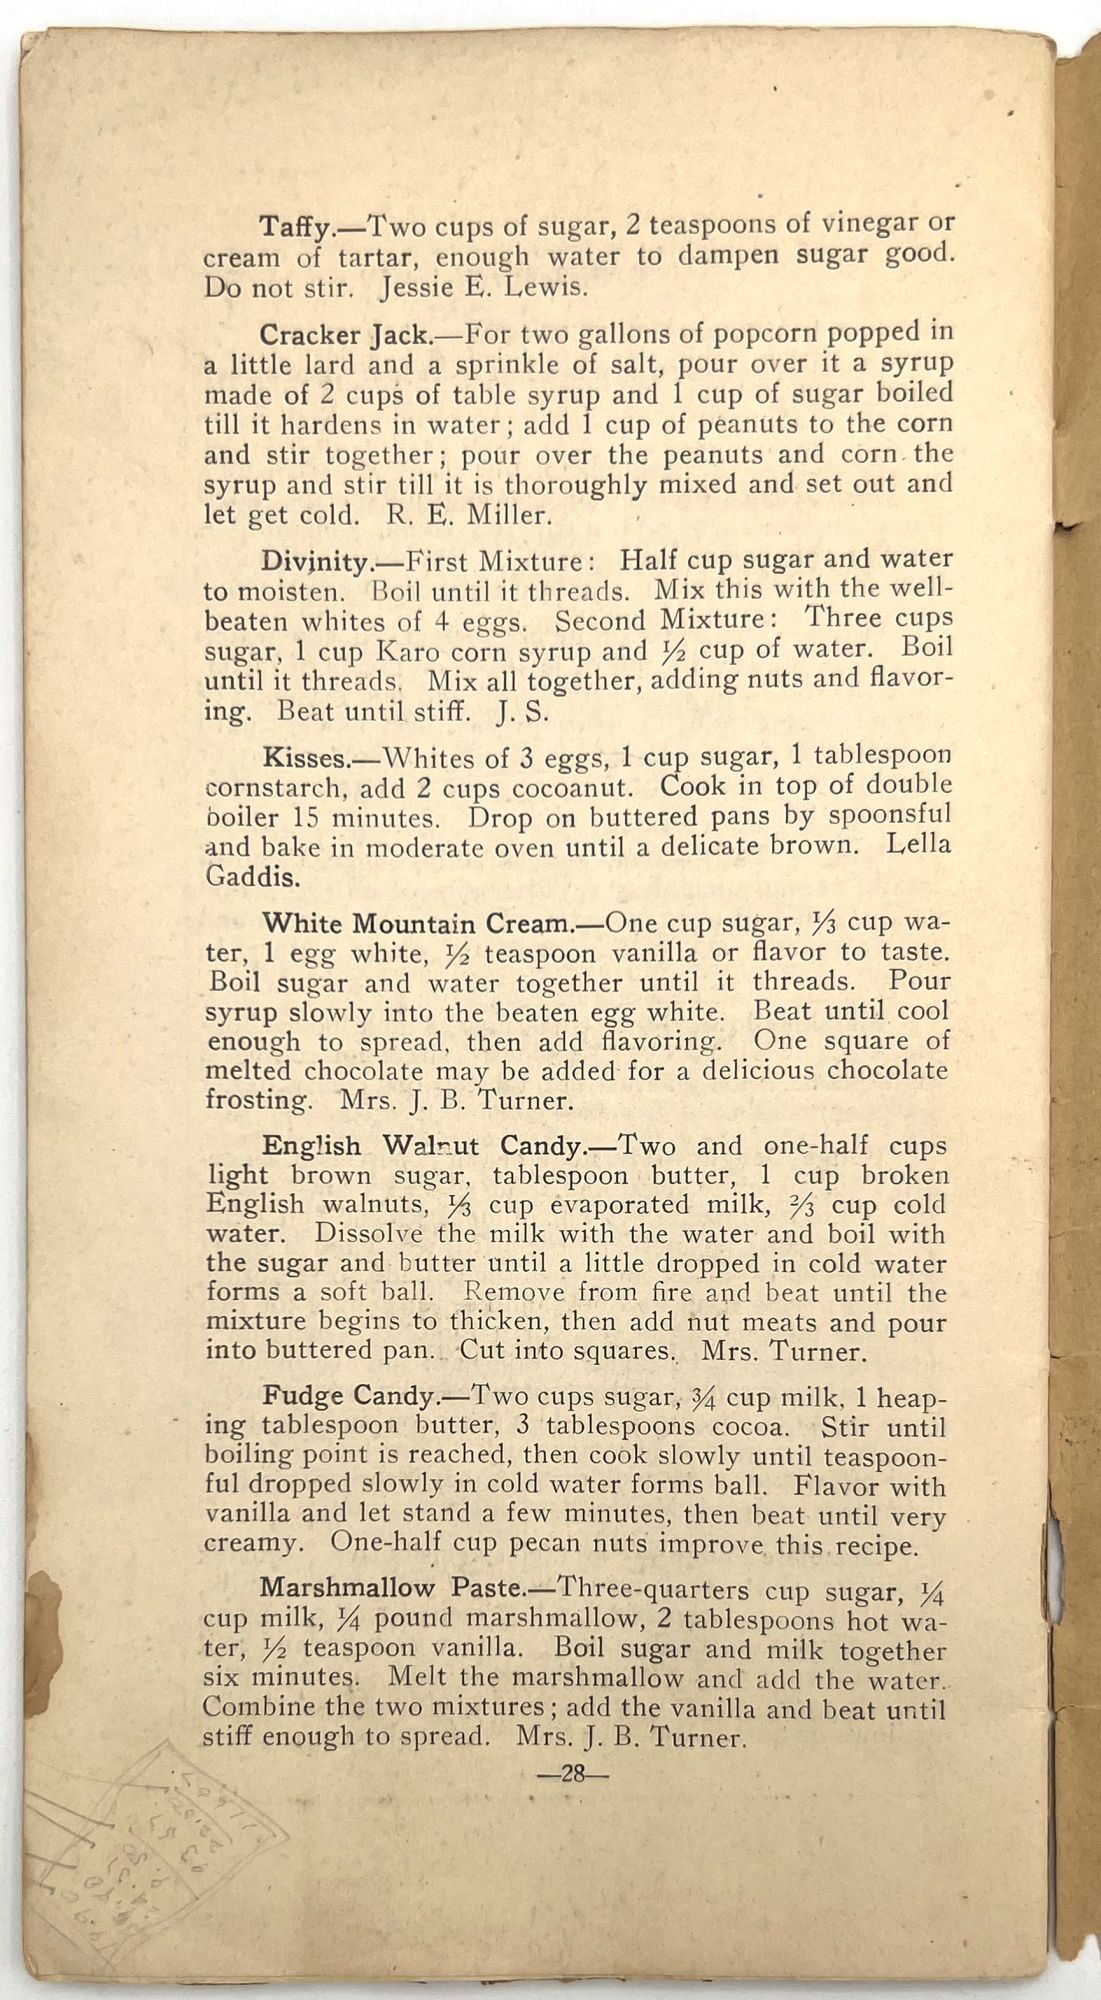 Taffy.—Two cups of sugar, 2 teaspoons of vinegar or
cream of tartar, enough water to dampen sugar good.
Do not stir. Jessie E. Lewis.
Cracker Jack.—For two gallons of popcorn popped in
a little lard and a sprinkle of salt, pour over it a syrup
made of 2 cups of table syrup and 1 cup of sugar boiled
till it hardens in water; add 1 cup of peanuts to the corn
and stir together; pour over the peanuts and corn the
syrup and stir till it is thoroughly mixed and set out and
let get cold. R. E. Miller.
Divinity.—First Mixture: Half cup sugar and water
to moisten. Boil until it threads. Mix this with the well-
beaten whites of 4 eggs. Second Mixture: Three cups
sugar, 1 cup Karo corn syrup and ½ cup of water. Boil
until it threads. Mix all together, adding nuts and flavor-
ing. Beat until stiff. J. S.
Kisses.—Whites of 3 eggs, 1 cup sugar, 1 tablespoon
cornstarch, add 2 cups cocoanut. Cook in top of double
boiler 15 minutes. Drop on buttered pans by spoonsful
and bake in moderate oven until a delicate brown. Lella
Gaddis.
White Mountain Cream.—One cup sugar, ⅓ cup wa-
ter, 1 egg white, ½ teaspoon vanilla or flavor to taste.
Boil sugar and water together until it threads. Pour
syrup slowly into the beaten egg white. Beat until cool
enough to spread, then add flavoring. One square of
melted chocolate may be added for a delicious chocolate
frosting. Mrs. J. B. Turner.
English Walnut Candy.—Two and one-half cups
light brown sugar, tablespoon butter, 1 cup broken
English walnuts, ⅓ cup evaporated milk, ⅔ cup cold
water. Dissolve the milk with the water and boil with
the sugar and butter until a little dropped in cold water
forms a soft ball. Remove from fire and beat until the
mixture begins to thicken, then add nut meats and pour
into buttered pan. Cut into squares. Mrs. Turner.
Fudge Candy.—Two cups sugar, ¾ cup milk, 1 heap-
ing tablespoon butter, 3 tablespoons cocoa. Stir until
boiling point is reached, then cook slowly until teaspoon-
ful dropped slowly in cold water forms ball. Flavor with
vanilla and let stand a few minutes, then beat until very
creamy. One-half cup pecan nuts improve this recipe.
Marshmallow Paste.—Three-quarters cup sugar, ¼
cup milk, ¼ pound marshmallow, 2 tablespoons hot wa-
ter, ½ teaspoon vanilla. Boil sugar and milk together
six minutes. Melt the marshmallow and add the water.
Combine the two mixtures; add the vanilla and beat until
stiff enough to spread. Mrs. J. B. Turner.
—28—